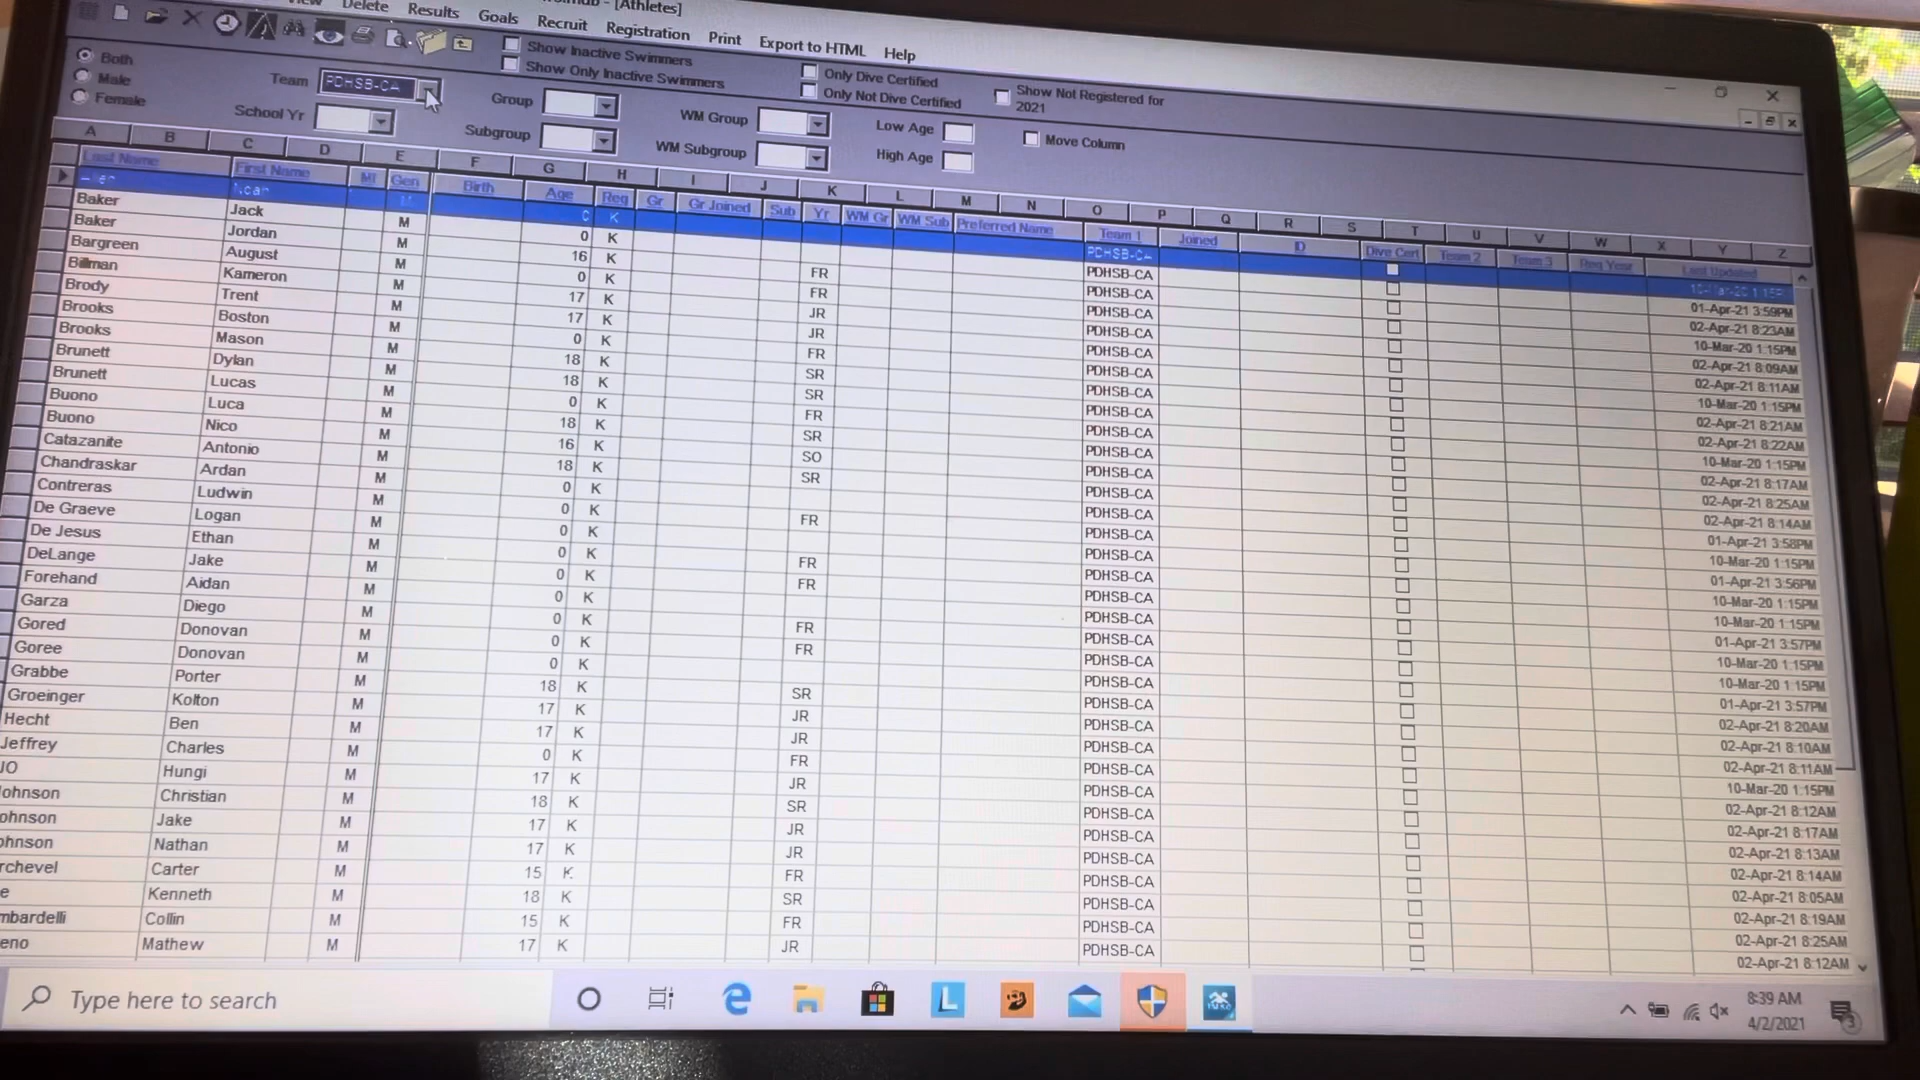 View Delete Results Goals Recruit Registration Print Export to HTML Help
- [Athletes]
Both
Male
Female
Team PDHSB-CA
School Yr
Group
Subgroup
Show Inactive Swimmers
Show Only Inactive Swimmers
WM Group
WM Subgroup
Only Dive Certified
Only Not Dive Certified
Low Age
High Age
Show Not Registered for 2021
Move Column
A B C D E F G H I J K L M N O P Q R S T U V W X Y Z
Last Name First Name MI Gen Birth Age Reg Gr Gr Joined Sub Yr WM Gr WM Sub Preferred Name Team 1 Joined ID Dive Cert Team 2 Team 3 Reg Year Last Updated
Noah M 0 K PDHSB-CA 10-Mar-20 1:15PM
Baker Jack M 0 K FR PDHSB-CA 01-Apr-21 3:59PM
Baker Jordan M 16 K FR PDHSB-CA 02-Apr-21 8:23AM
Bargreen August M 0 K JR PDHSB-CA 10-Mar-20 1:15PM
Billman Kameron M 17 K JR PDHSB-CA 02-Apr-21 8:09AM
Brody Trent M 17 K FR PDHSB-CA 02-Apr-21 8:11AM
Brooks Boston M 0 K SR PDHSB-CA 10-Mar-20 1:15PM
Brooks Mason M 18 K SR PDHSB-CA 02-Apr-21 8:21AM
Brunett Dylan M 18 K FR PDHSB-CA 02-Apr-21 8:22AM
Brunett Lucas M 0 K SR PDHSB-CA 10-Mar-20 1:15PM
Buono Luca M 18 K SO PDHSB-CA 02-Apr-21 8:17AM
Buono Nico M 16 K SR PDHSB-CA 02-Apr-21 8:25AM
Catazanite Antonio M 18 K PDHSB-CA 02-Apr-21 8:14AM
Chandraskar Ardan M 0 K FR PDHSB-CA 01-Apr-21 3:58PM
Contreras Ludwin M 0 K PDHSB-CA 10-Mar-20 1:15PM
De Graeve Logan M 0 K FR PDHSB-CA 01-Apr-21 3:56PM
De Jesus Ethan M 0 K FR PDHSB-CA 10-Mar-20 1:15PM
DeLange Jake M 0 K PDHSB-CA 10-Mar-20 1:15PM
Forehand Aidan M 0 K FR PDHSB-CA 01-Apr-21 3:57PM
Garza Diego M 0 K FR PDHSB-CA 10-Mar-20 1:15PM
Gored Donovan M 0 K PDHSB-CA 10-Mar-20 1:15PM
Goree Donovan M 0 K SR PDHSB-CA 01-Apr-21 3:57PM
Grabbe Porter M 18 K JR PDHSB-CA 02-Apr-21 8:20AM
Groeinger Kolton M 17 K JR PDHSB-CA 02-Apr-21 8:10AM
Hecht Ben M 17 K FR PDHSB-CA 02-Apr-21 8:11AM
Jeffrey Charles M 0 K JR PDHSB-CA 10-Mar-20 1:15PM
JO Hungi M 17 K SR PDHSB-CA 02-Apr-21 8:12AM
ohnson Christian M 18 K JR PDHSB-CA 02-Apr-21 8:17AM
ohnson Jake M 17 K JR PDHSB-CA 02-Apr-21 8:13AM
ohnson Nathan M 17 K FR PDHSB-CA 02-Apr-21 8:14AM
rchevel Carter M 15 K SR PDHSB-CA 02-Apr-21 8:05AM
e Kenneth M 18 K FR PDHSB-CA 02-Apr-21 8:19AM
mbardelli Collin M 15 K JR PDHSB-CA 02-Apr-21 8:25AM
eno Mathew M 17 K 02-Apr-21 8:12AM
Type here to search
8:39 AM
4/2/2021
3